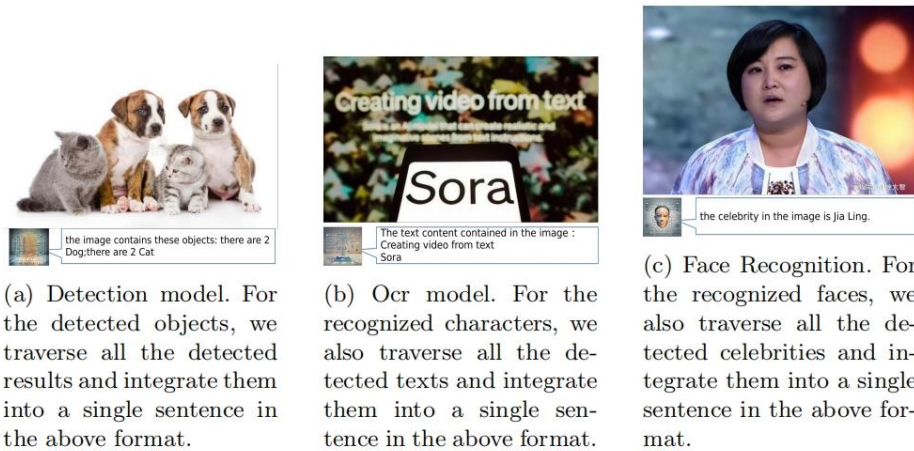 Creating video from text
Sora
the image contains these objects: there are 2
Dog;there are 2 Cat
The text content contained in the image :
Creating video from text
Sora
the celebrity in the image is Jia Ling.
(a) Detection model. For
the detected objects, we
traverse all the detected
results and integrate them
into a single sentence in
the above format.
(b) Ocr model. For the
recognized characters, we
also traverse all the de-
tected texts and integrate
them into a single sen-
tence in the above format.
(c) Face Recognition. For
the recognized faces, we
also traverse all the de-
tected celebrities and in-
tegrate them into a single
sentence in the above for-
mat.